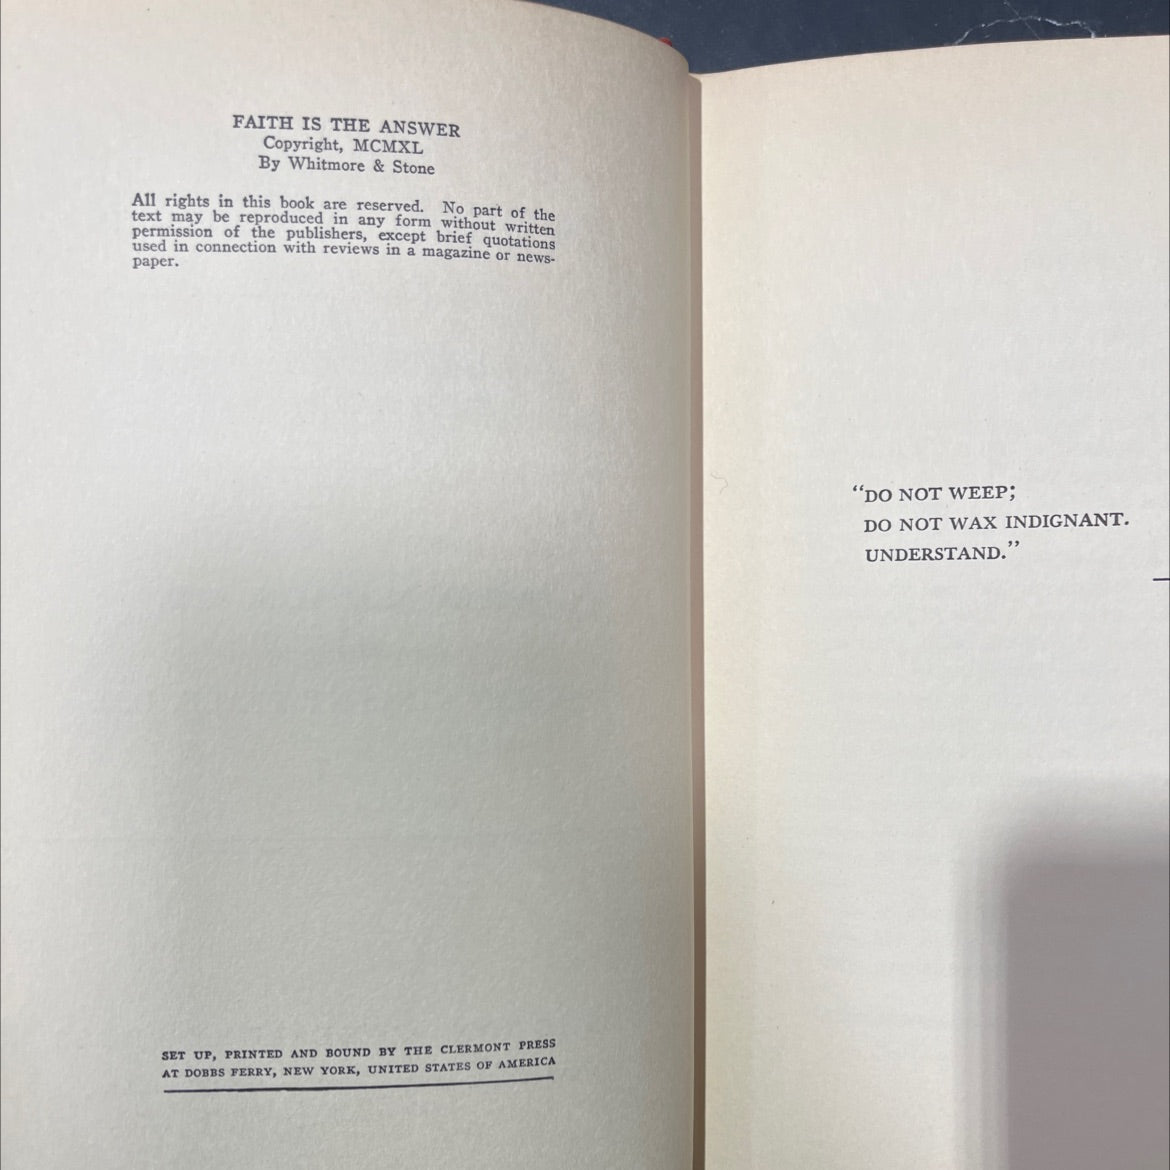 FAITH IS THE ANSWER
Copyright, MCMXL
By Whitmore & Stone
All rights in this book are reserved. No part of the
text may be reproduced in any form without written
permission of the publishers, except brief quotations
used in connection with reviews in a magazine or news-
paper.
SET UP, PRINTED AND BOUND BY THE CLERMONT PRESS
AT DOBBS FERRY, NEW YORK, UNITED STATES OF AMERICA
“DO NOT WEEP;
DO NOT WAX INDIGNANT.
UNDERSTAND.”
—